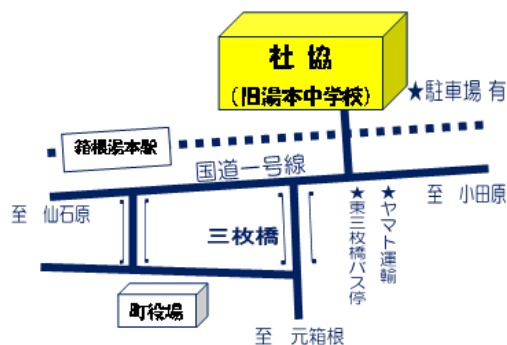 社 協
(旧湯本中学校)
★駐車場 有
箱根湯本駅
国道一号線
至 仙石原
至 小田原
三枚橋
★東三枚橋バス停
★ヤマト運輸
町役場
至 元箱根